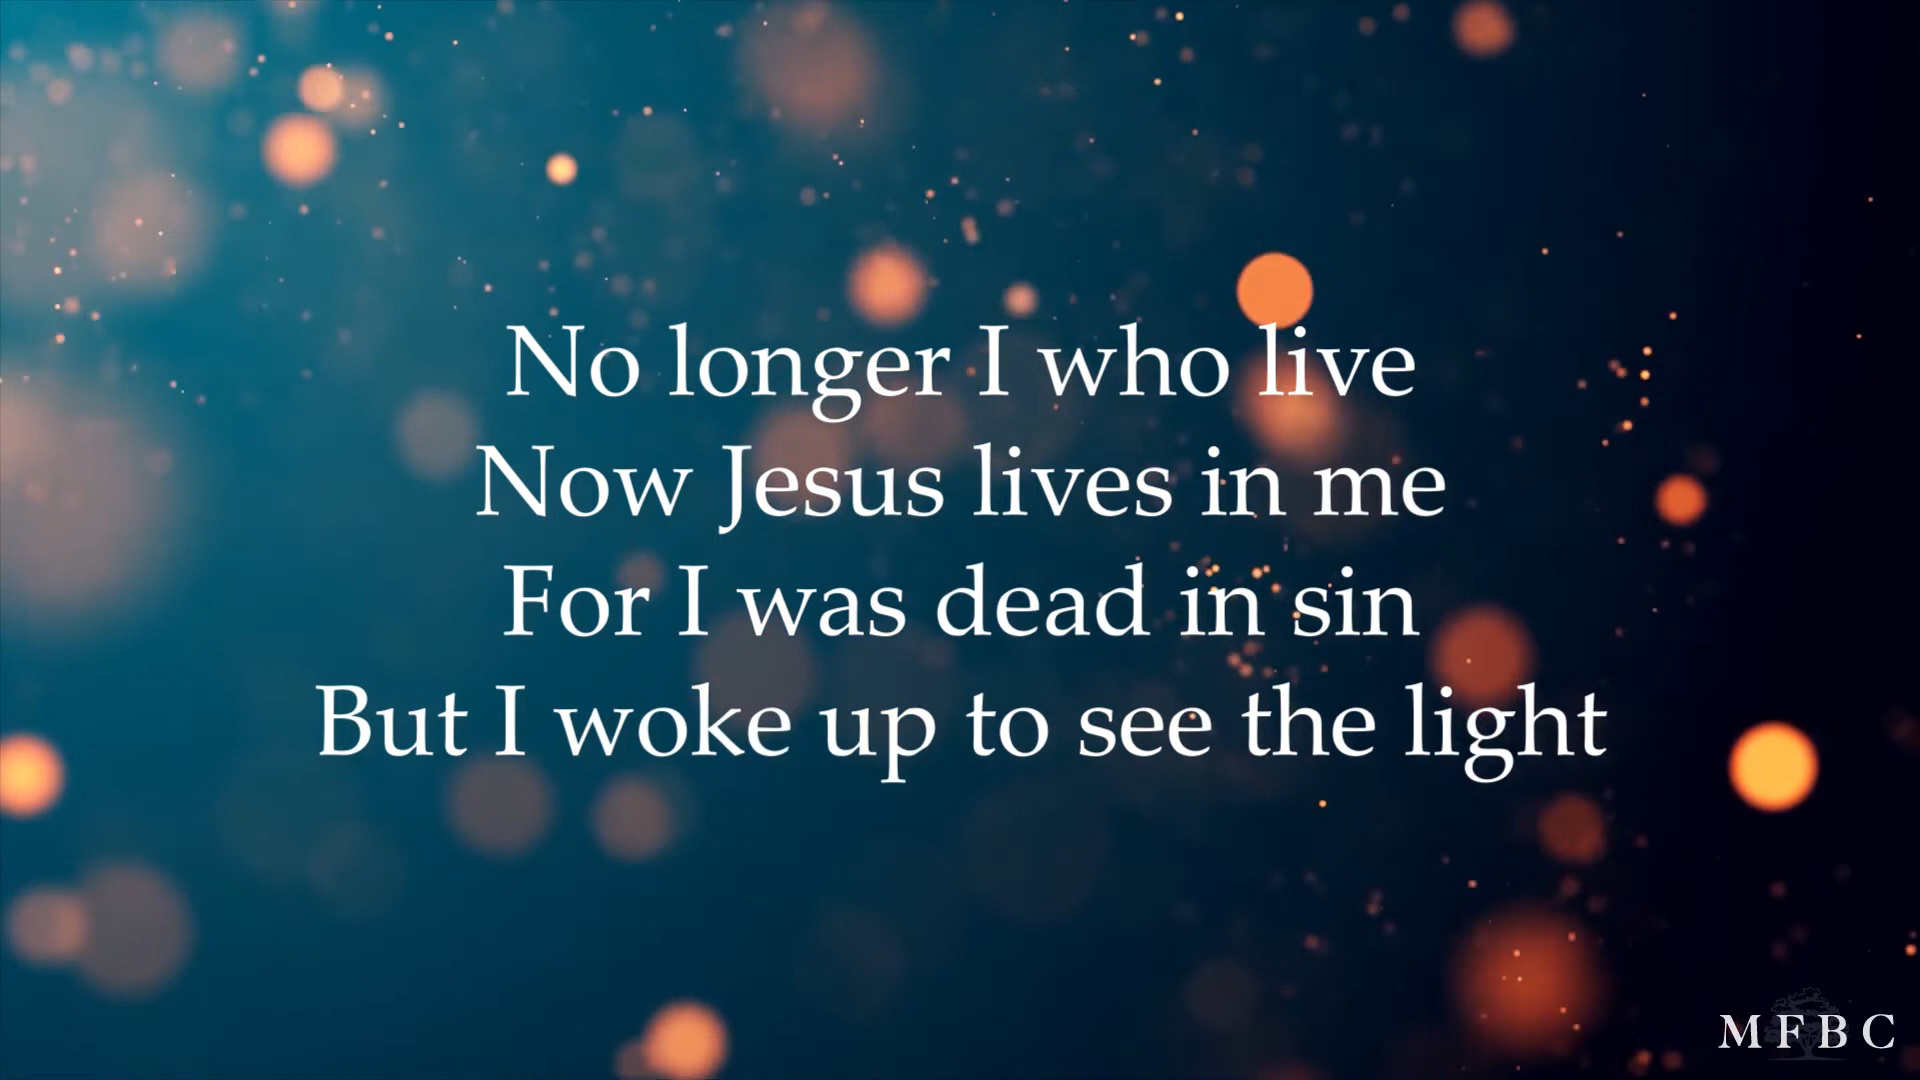 No longer I who live
Now Jesus lives in me
For I was dead in sin
But I woke up to see the light
MFBC